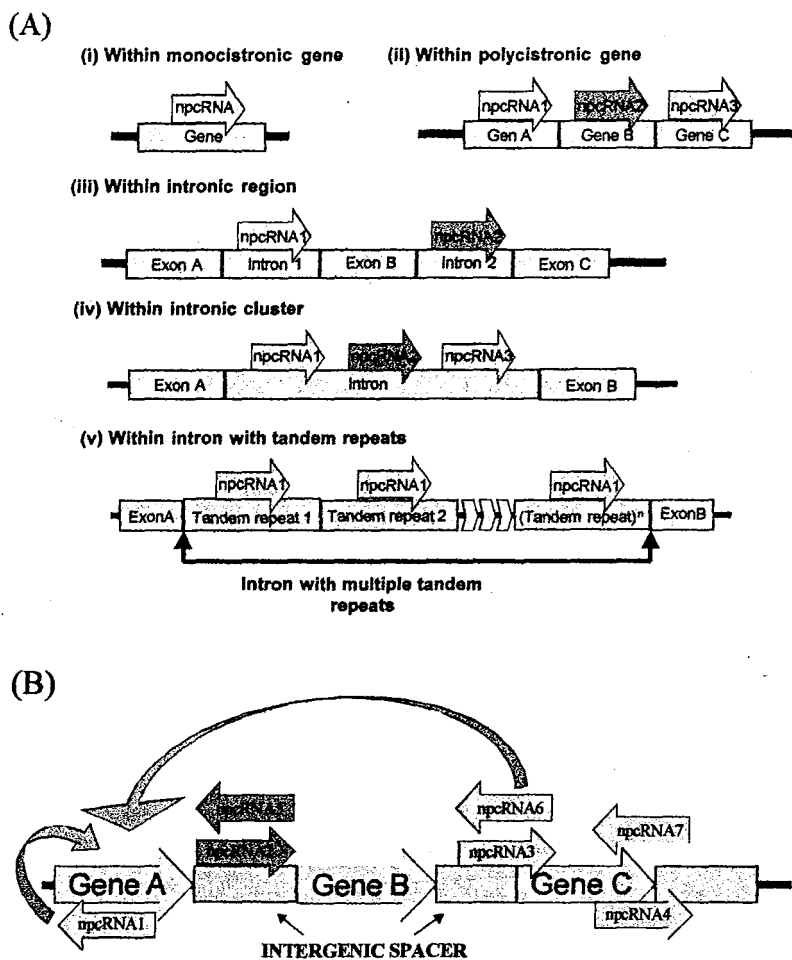 (A)
(i) Within monocistronic gene
(ii) Within polycistronic gene
npcRNA
Gene
npcRNA1 npcRNA2 npcRNA3
Gen A Gene B Gene C
(iii) Within intronic region
npcRNA1 npcRNA2
Exon A Intron 1 Exon B Intron 2 Exon C
(iv) Within intronic cluster
npcRNA1 npcRNA3
Exon A Intron Exon B
(v) Within intron with tandem repeats
npcRNA1 npcRNA1 npcRNA1
ExonA Tandem repeat 1 Tandem repeat 2 (Tandem repeat)ⁿ ExonB
Intron with multiple tandem
repeats
(B)
npcRNA6
npcRNA7
npcRNA3
Gene A Gene B Gene C
npcRNA1 npcRNA4
INTERGENIC SPACER